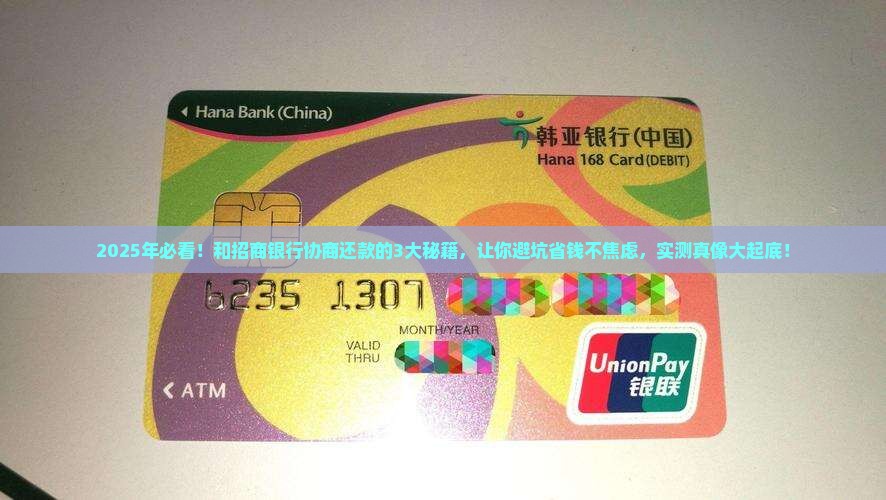 Hana Bank (China)
韩亚银行(中国)
Hana 168 Card(DEBIT)
2025年必看！和招商银行协商还款的3大秘籍，让你避坑省钱不焦虑，实测真像大起底！
6235 1307
MONTH/YEAR
VALID
THRU
UnionPay
银联
ATM